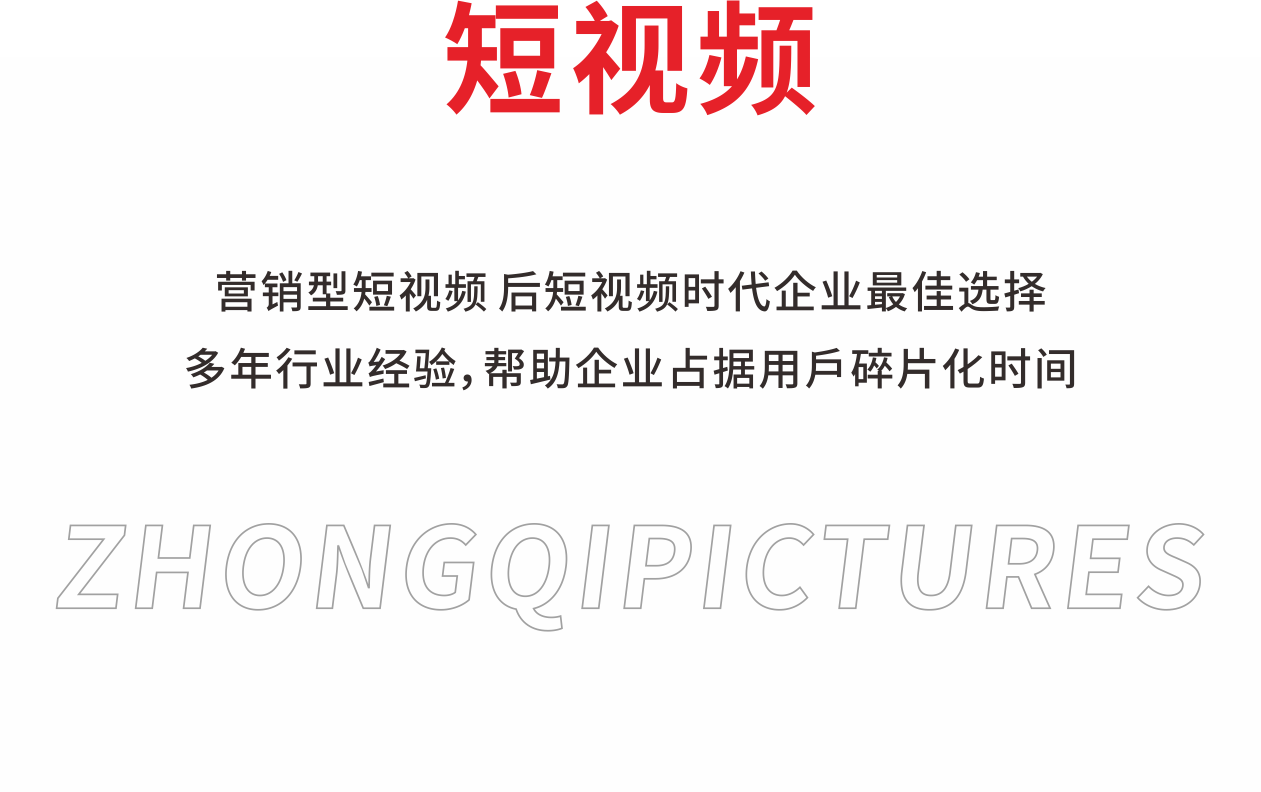 短视频
营销型短视频 后短视频时代企业最佳选择
多年行业经验，帮助企业占据用戶碎片化时间
ZHONGQIPICTURES